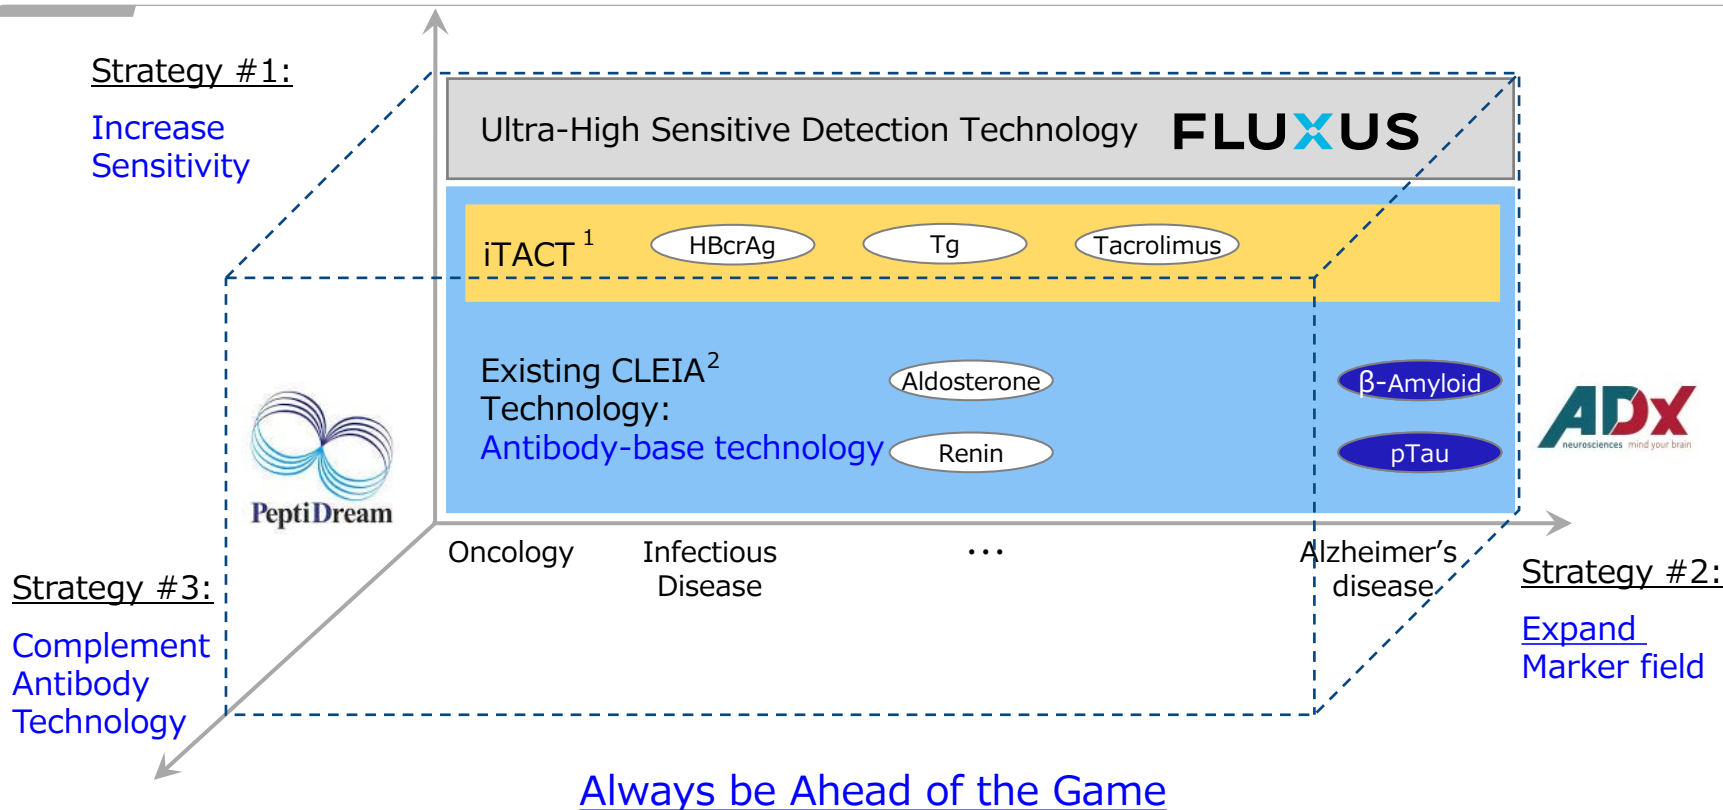 Strategy #1:
Increase
Sensitivity
Ultra-High Sensitive Detection Technology FLUXUS
iTACT 1 HBcrAg Tg Tacrolimus
Existing CLEIA2
Technology:
Antibody-base technology
Aldosterone
Renin
β-Amyloid
pTau
PeptiDream
ADx
neurosciences mind your brain
Oncology
Infectious
Disease
...
Alzheimer's
disease
Strategy #2:
Expand
Marker field
Strategy #3:
Complement
Antibody
Technology
Always be Ahead of the Game